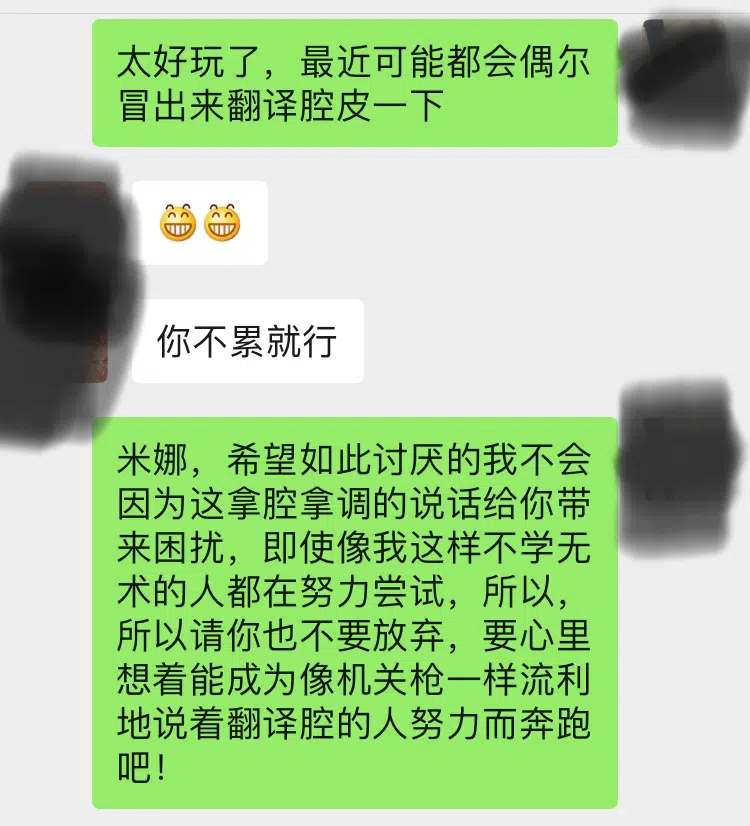 太好玩了，最近可能都会偶尔
冒出来翻译腔皮一下
😁😁
你不累就行
米娜，希望如此讨厌的我不会
因为这拿腔拿调的说话给你带
来困扰，即使像我这样不学无
术的人都在努力尝试，所以，
所以请你也不要放弃，要心里
想着能成为像机关枪一样流利
地说着翻译腔的人努力而奔跑
吧！